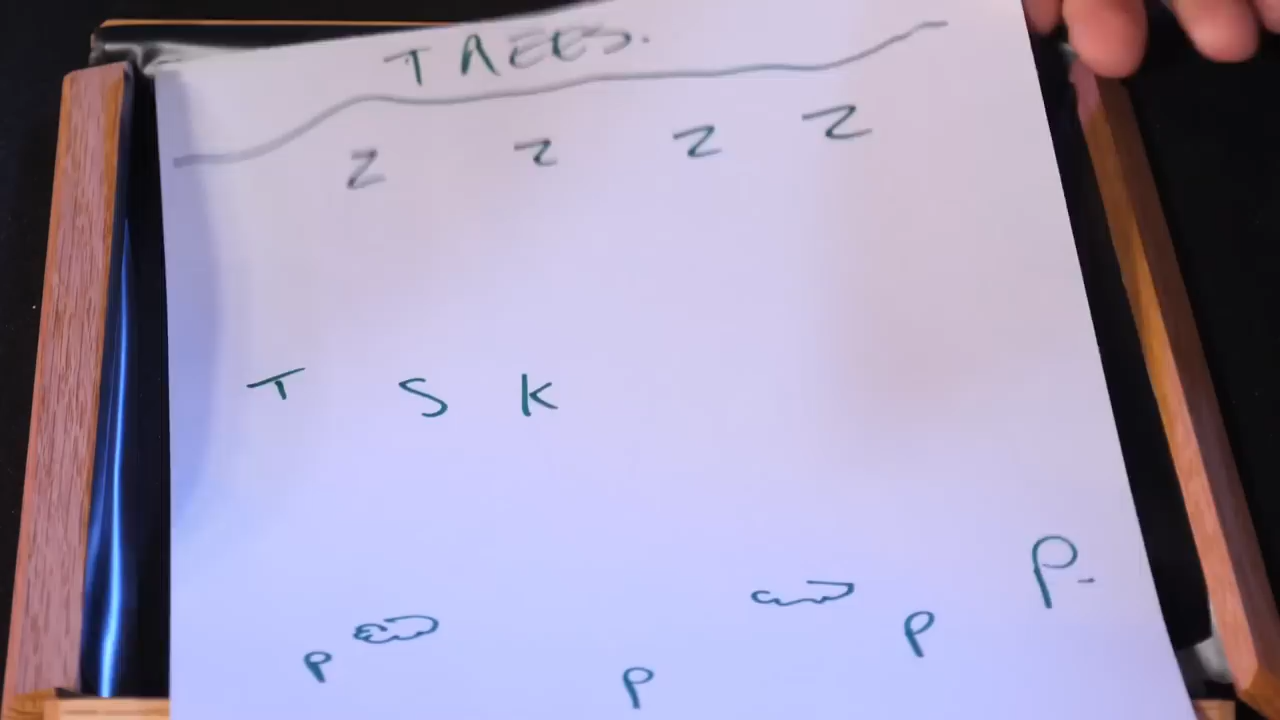 TREES.
Z Z Z Z
T S K
P.
P P
P